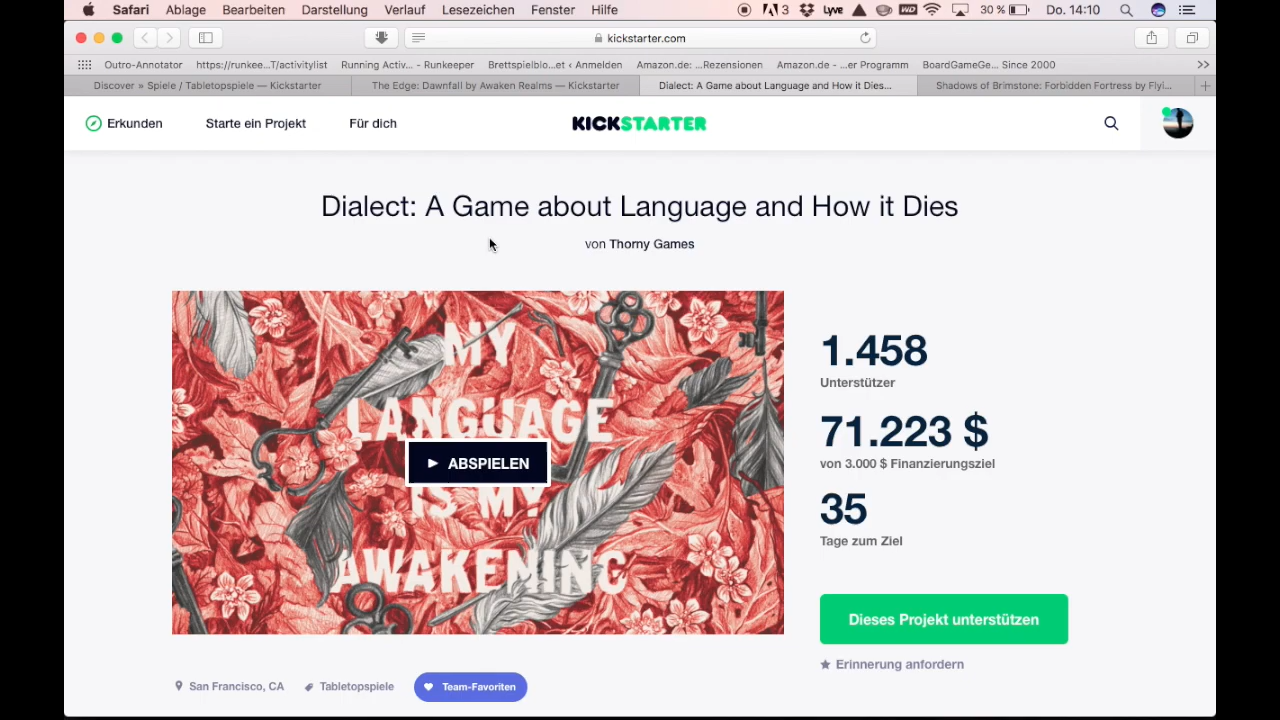 Safari Ablage Bearbeiten Darstellung Verlauf Lesezeichen Fenster Hilfe 3 Lyve WD 30 % Do. 14:10
kickstarter.com
Outro-Annotator https://runkee...T/activitylist Running Activ... - Runkeeper Brettspielblo...et ‹ Anmelden Amazon.de: ...Rezensionen Amazon.de - ...er Programm BoardGameGe... Since 2000
Discover » Spiele / Tabletopspiele — Kickstarter The Edge: Dawnfall by Awaken Realms — Kickstarter Dialect: A Game about Language and How it Dies... Shadows of Brimstone: Forbidden Fortress by Flyi...
Erkunden Starte ein Projekt Für dich KICKSTARTER
Dialect: A Game about Language and How it Dies
von Thorny Games
MY
LANGUAGE
ABSPIELEN
IS MY
AWAKENING
1.458
Unterstützer
71.223 $
von 3.000 $ Finanzierungsziel
35
Tage zum Ziel
Dieses Projekt unterstützen
Erinnerung anfordern
San Francisco, CA Tabletopspiele Team-Favoriten